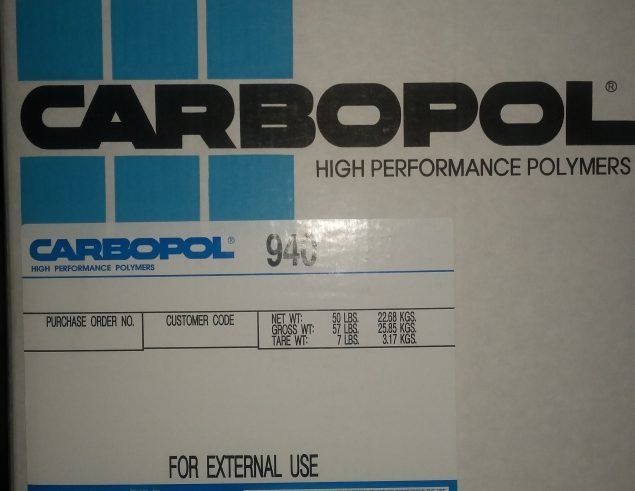 CARBOPOL®
HIGH PERFORMANCE POLYMERS
CARBOPOL® 940
HIGH PERFORMANCE POLYMERS
PURCHASE ORDER NO. CUSTOMER CODE NET WT: 50 LBS. 22.68 KGS.
GROSS WT: 57 LBS. 25.85 KGS.
TARE WT: 7 LBS. 3.17 KGS.
FOR EXTERNAL USE